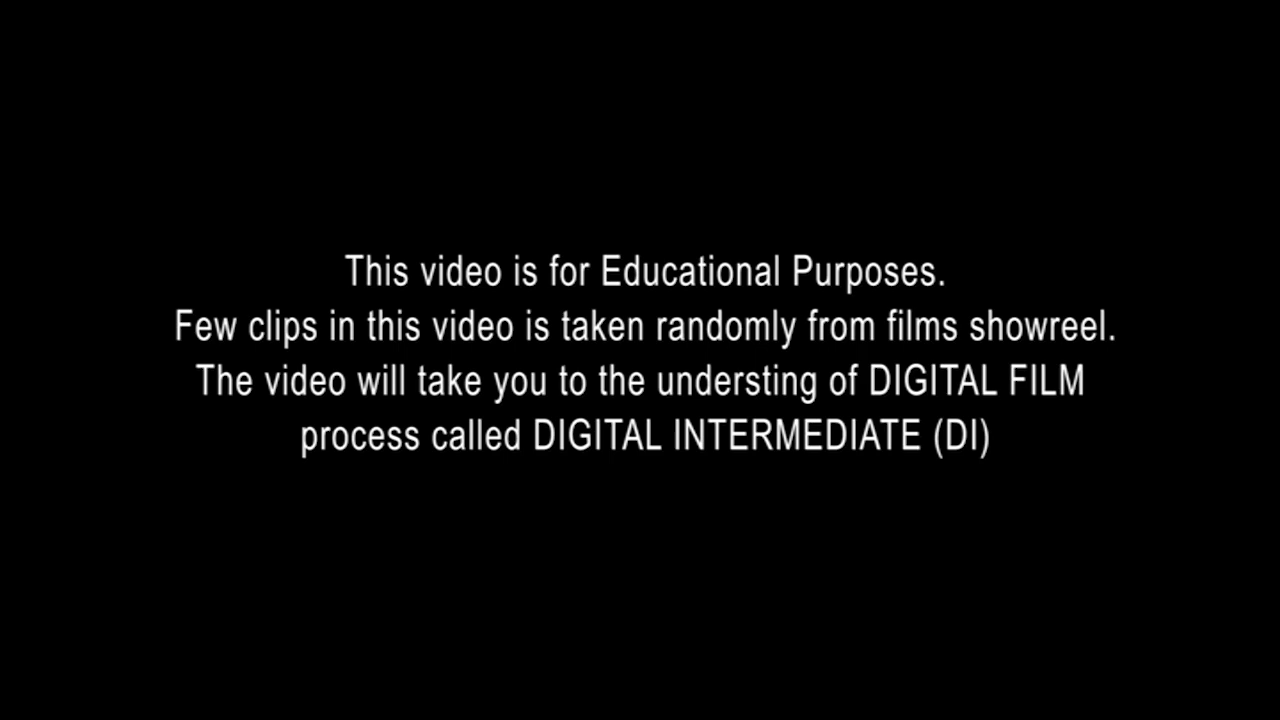 This video is for Educational Purposes.
Few clips in this video is taken randomly from films showreel.
The video will take you to the understing of DIGITAL FILM
process called DIGITAL INTERMEDIATE (DI)